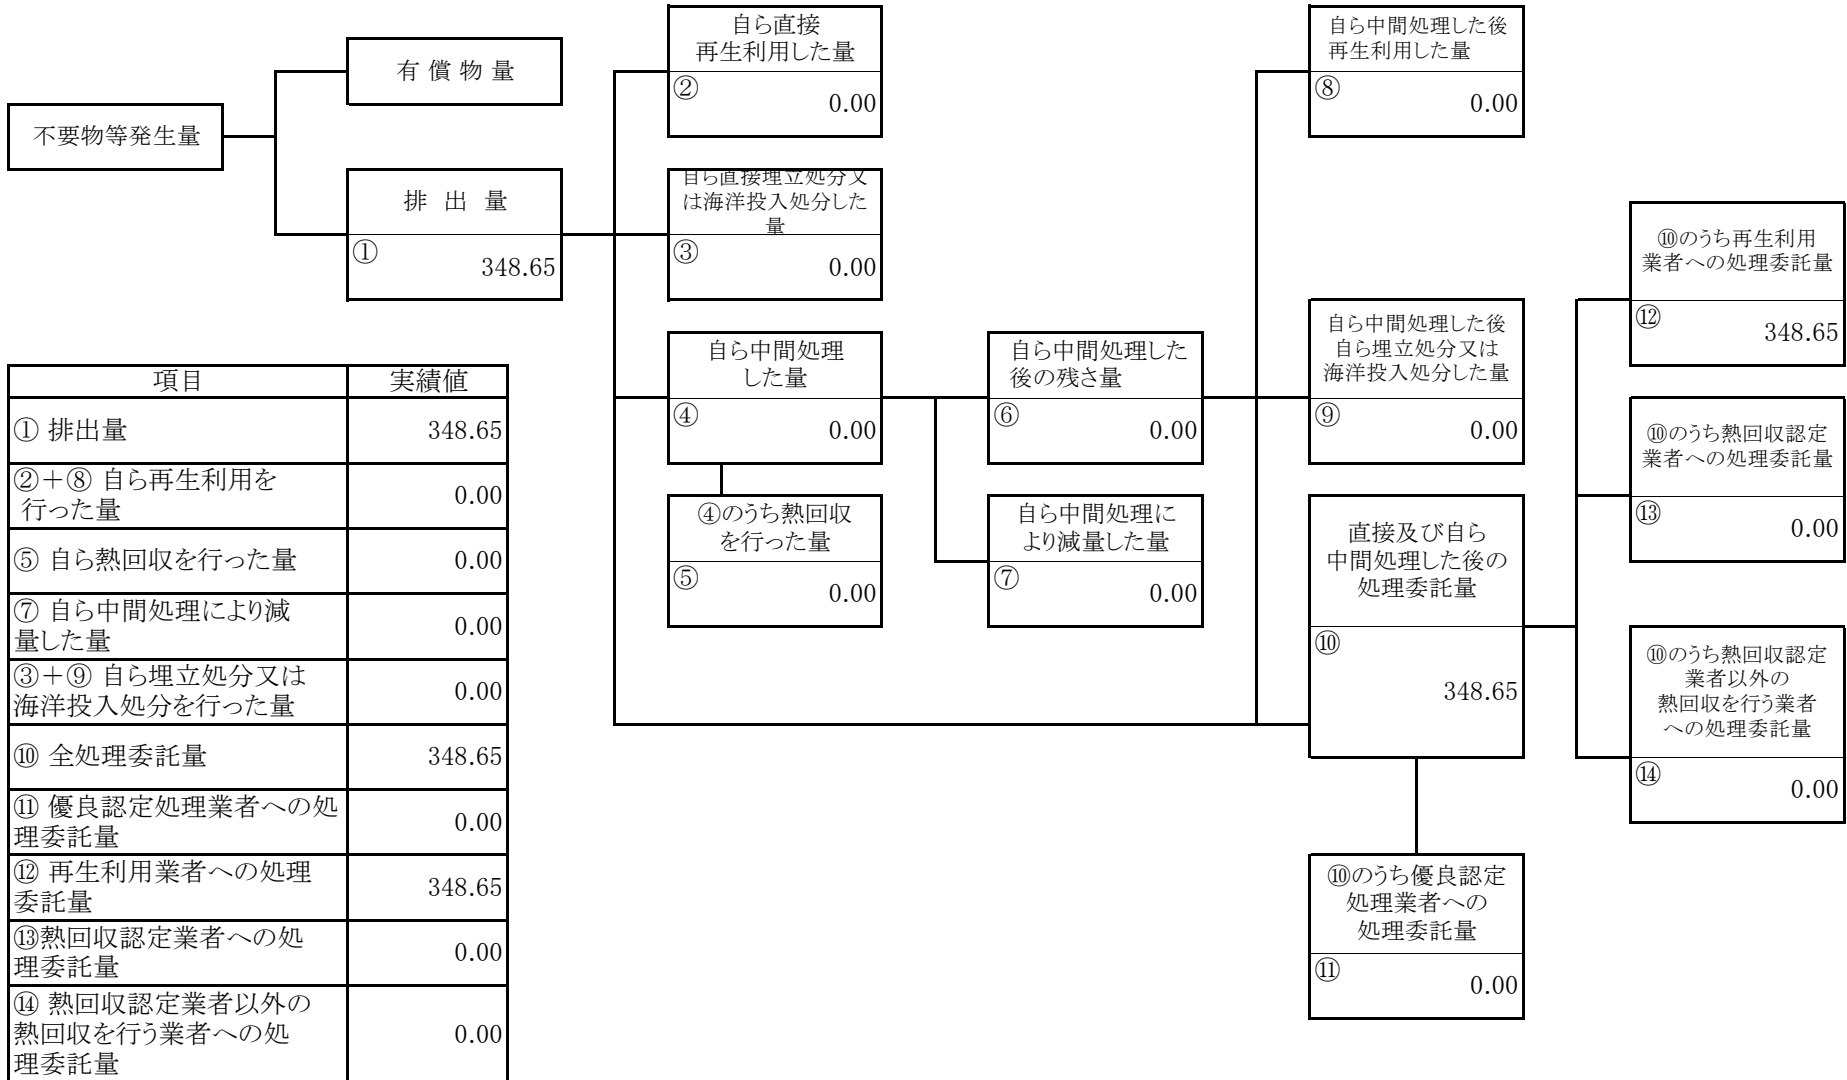 不要物等発生量
有 償 物 量
排 出 量
①
348.65
自ら直接
再生利用した量
②
0.00
自ら直接埋立処分又
は海洋投入処分した
量
③
0.00
自ら中間処理
した量
④
0.00
④のうち熱回収
を行った量
⑤
0.00
自ら中間処理した
後の残さ量
⑥
0.00
自ら中間処理に
より減量した量
⑦
0.00
自ら中間処理した後
再生利用した量
⑧
0.00
自ら中間処理した後
自ら埋立処分又は
海洋投入処分した量
⑨
0.00
直接及び自ら
中間処理した後の
処理委託量
⑩
348.65
⑩のうち優良認定
処理業者への
処理委託量
⑪
0.00
⑩のうち再生利用
業者への処理委託量
⑫
348.65
⑩のうち熱回収認定
業者への処理委託量
⑬
0.00
⑩のうち熱回収認定
業者以外の
熱回収を行う業者
への処理委託量
⑭
0.00
項目 実績値
① 排出量 348.65
②＋⑧ 自ら再生利用を
行った量
0.00
⑤ 自ら熱回収を行った量 0.00
⑦ 自ら中間処理により減
量した量
0.00
③＋⑨ 自ら埋立処分又は
海洋投入処分を行った量
0.00
⑩ 全処理委託量 348.65
⑪ 優良認定処理業者への処
理委託量
0.00
⑫ 再生利用業者への処理
委託量
348.65
⑬熱回収認定業者への処
理委託量
0.00
⑭ 熱回収認定業者以外の
熱回収を行う業者への処
理委託量
0.00